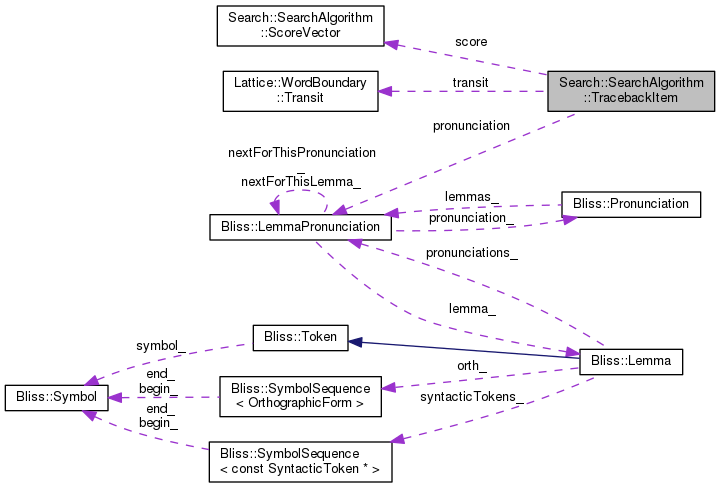 Search::SearchAlgorithm
::ScoreVector
score
Lattice::WordBoundary
::Transit
transit
Search::SearchAlgorithm
::TracebackItem
pronunciation
nextForThisPronunciation
_
nextForThisLemma_
lemmas_
Bliss::Pronunciation
Bliss::LemmaPronunciation
pronunciation_
pronunciations_
lemma_
Bliss::Token
symbol_
Bliss::Lemma
orth_
end_
begin_
Bliss::SymbolSequence
< OrthographicForm >
Bliss::Symbol
syntacticTokens_
end_
begin_
Bliss::SymbolSequence
< const SyntacticToken * >